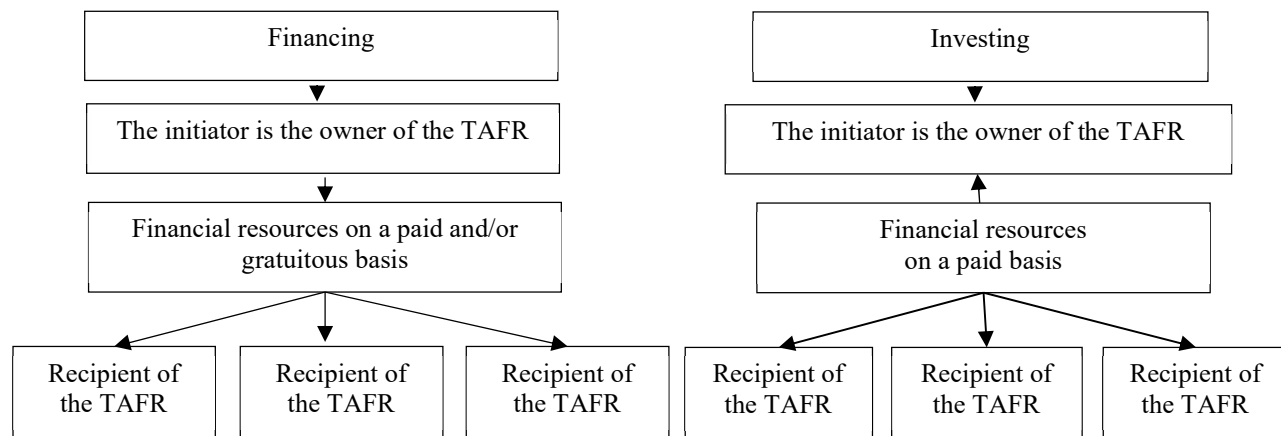 Financing
The initiator is the owner of the TAFR
Financial resources on a paid and/or
gratuitous basis
Recipient of
the TAFR
Recipient of
the TAFR
Recipient of
the TAFR
Investing
The initiator is the owner of the TAFR
Financial resources
on a paid basis
Recipient of
the TAFR
Recipient of
the TAFR
Recipient of
the TAFR